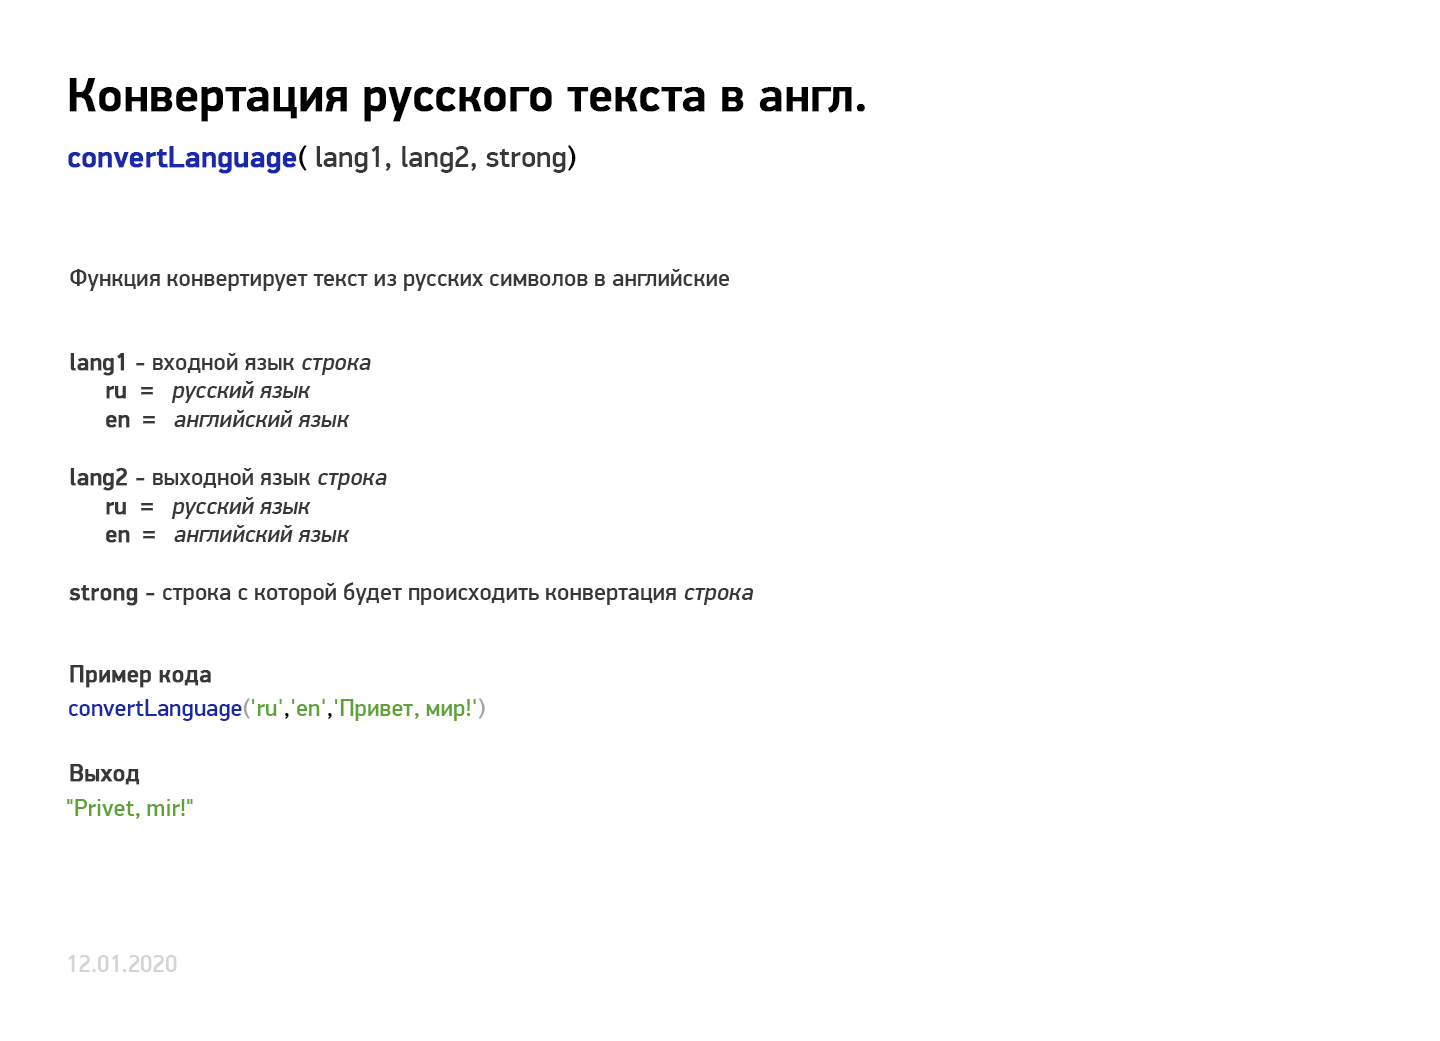 Конвертация русского текста в англ.
convertLanguage( lang1, lang2, strong)
Функция конвертирует текст из русских символов в английские
lang1 - входной язык строка
ru = русский язык
en = английский язык
lang2 - выходной язык строка
ru = русский язык
en = английский язык
strong - строка с которой будет происходить конвертация строка
Пример кода
convertLanguage('ru','en','Привет, мир!')
Выход
"Privet, mir!"
12.01.2020